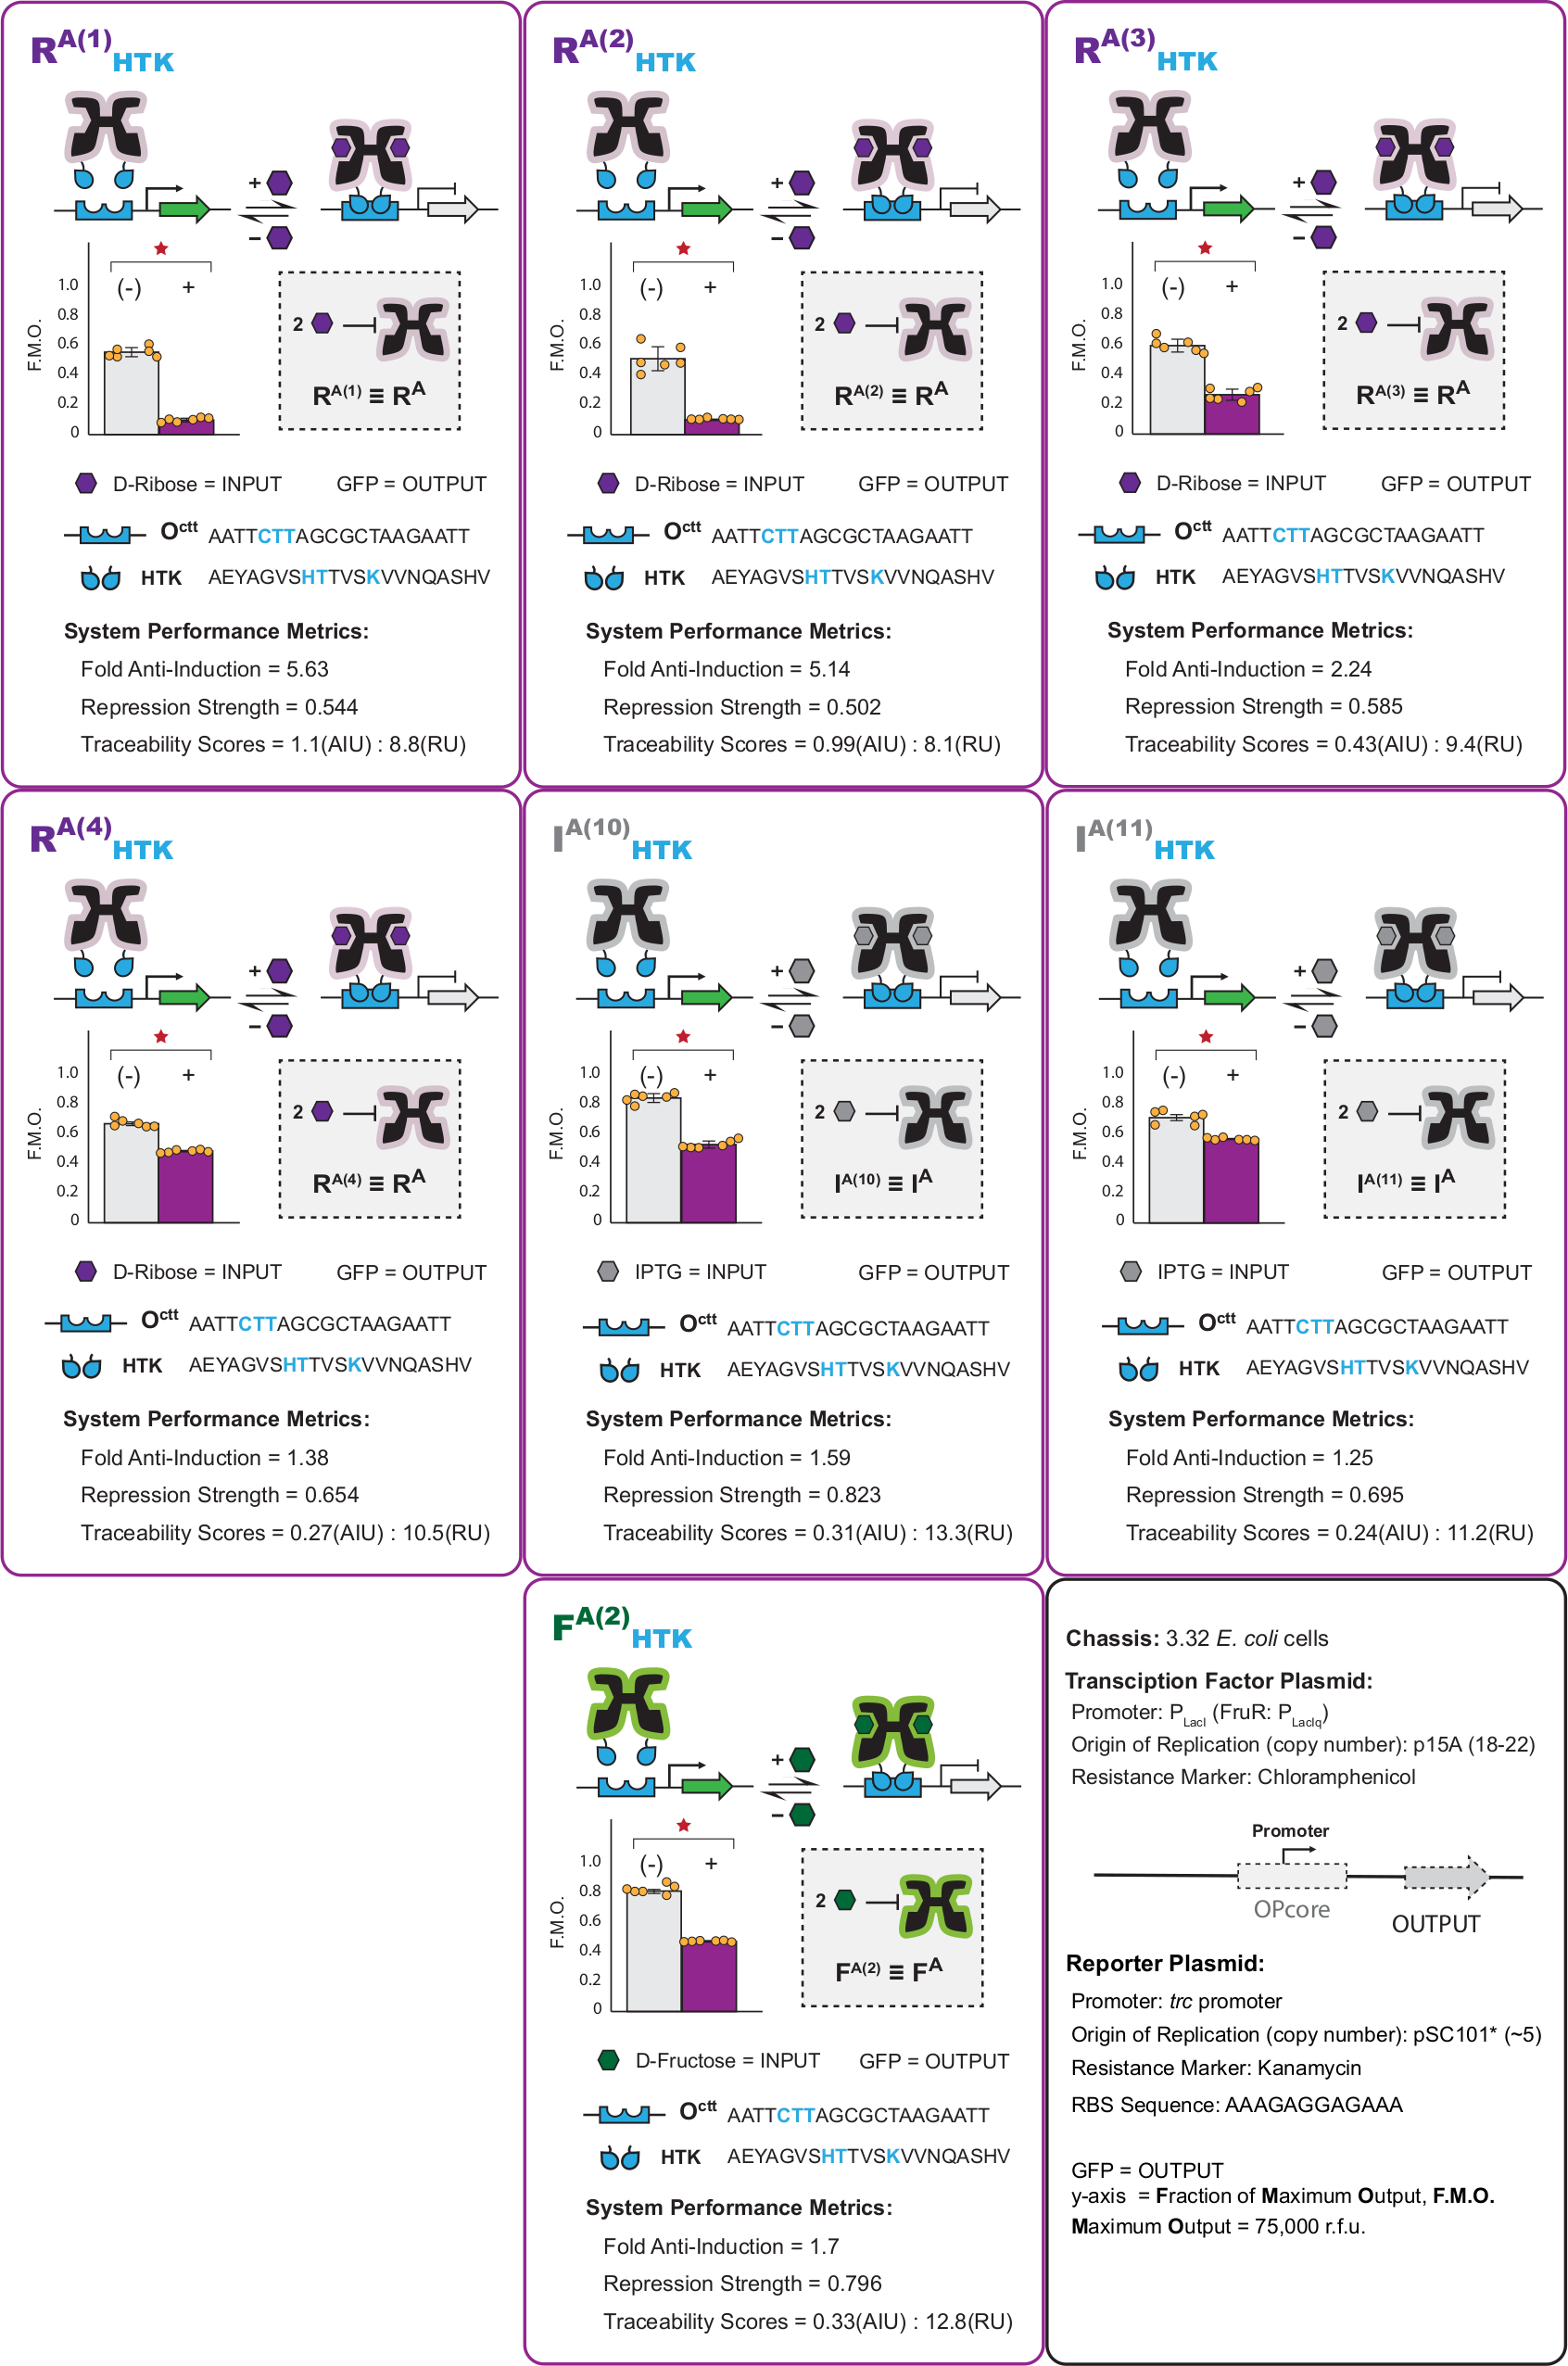 R^A(1) HTK
+
−
F.M.O.
1.0
0.8
0.6
0.4
0.2
0
(-) +
2
R^A(1) ≡ R^A
D-Ribose = INPUT GFP = OUTPUT
O^ctt AATTCTTAGCGCTAAGAATT
HTK AEYAGVSHTTVSKVVNQASHV
System Performance Metrics:
Fold Anti-Induction = 5.63
Repression Strength = 0.544
Traceability Scores = 1.1(AIU) : 8.8(RU)
R^A(2) HTK
+
−
F.M.O.
1.0
0.8
0.6
0.4
0.2
0
(-) +
2
R^A(2) ≡ R^A
D-Ribose = INPUT GFP = OUTPUT
O^ctt AATTCTTAGCGCTAAGAATT
HTK AEYAGVSHTTVSKVVNQASHV
System Performance Metrics:
Fold Anti-Induction = 5.14
Repression Strength = 0.502
Traceability Scores = 0.99(AIU) : 8.1(RU)
R^A(3) HTK
+
−
F.M.O.
1.0
0.8
0.6
0.4
0.2
0
(-) +
2
R^A(3) ≡ R^A
D-Ribose = INPUT GFP = OUTPUT
O^ctt AATTCTTAGCGCTAAGAATT
HTK AEYAGVSHTTVSKVVNQASHV
System Performance Metrics:
Fold Anti-Induction = 2.24
Repression Strength = 0.585
Traceability Scores = 0.43(AIU) : 9.4(RU)
R^A(4) HTK
+
−
F.M.O.
1.0
0.8
0.6
0.4
0.2
0
(-) +
2
R^A(4) ≡ R^A
D-Ribose = INPUT GFP = OUTPUT
O^ctt AATTCTTAGCGCTAAGAATT
HTK AEYAGVSHTTVSKVVNQASHV
System Performance Metrics:
Fold Anti-Induction = 1.38
Repression Strength = 0.654
Traceability Scores = 0.27(AIU) : 10.5(RU)
I^A(10) HTK
+
−
F.M.O.
1.0
0.8
0.6
0.4
0.2
0
(-) +
2
I^A(10) ≡ I^A
IPTG = INPUT GFP = OUTPUT
O^ctt AATTCTTAGCGCTAAGAATT
HTK AEYAGVSHTTVSKVVNQASHV
System Performance Metrics:
Fold Anti-Induction = 1.59
Repression Strength = 0.823
Traceability Scores = 0.31(AIU) : 13.3(RU)
I^A(11) HTK
+
−
F.M.O.
1.0
0.8
0.6
0.4
0.2
0
(-) +
2
I^A(11) ≡ I^A
IPTG = INPUT GFP = OUTPUT
O^ctt AATTCTTAGCGCTAAGAATT
HTK AEYAGVSHTTVSKVVNQASHV
System Performance Metrics:
Fold Anti-Induction = 1.25
Repression Strength = 0.695
Traceability Scores = 0.24(AIU) : 11.2(RU)
F^A(2) HTK
+
−
F.M.O.
1.0
0.8
0.6
0.4
0.2
0
(-) +
2
F^A(2) ≡ F^A
D-Fructose = INPUT GFP = OUTPUT
O^ctt AATTCTTAGCGCTAAGAATT
HTK AEYAGVSHTTVSKVVNQASHV
System Performance Metrics:
Fold Anti-Induction = 1.7
Repression Strength = 0.796
Traceability Scores = 0.33(AIU) : 12.8(RU)
Chassis: 3.32 E. coli cells
Transciption Factor Plasmid:
Promoter: P_LacI (FruR: P_LacIq)
Origin of Replication (copy number): p15A (18-22)
Resistance Marker: Chloramphenicol
Promoter
OPcore
OUTPUT
Reporter Plasmid:
Promoter: trc promoter
Origin of Replication (copy number): pSC101* (~5)
Resistance Marker: Kanamycin
RBS Sequence: AAAGAGGAGAAA
GFP = OUTPUT
y-axis = Fraction of Maximum Output, F.M.O.
Maximum Output = 75,000 r.f.u.